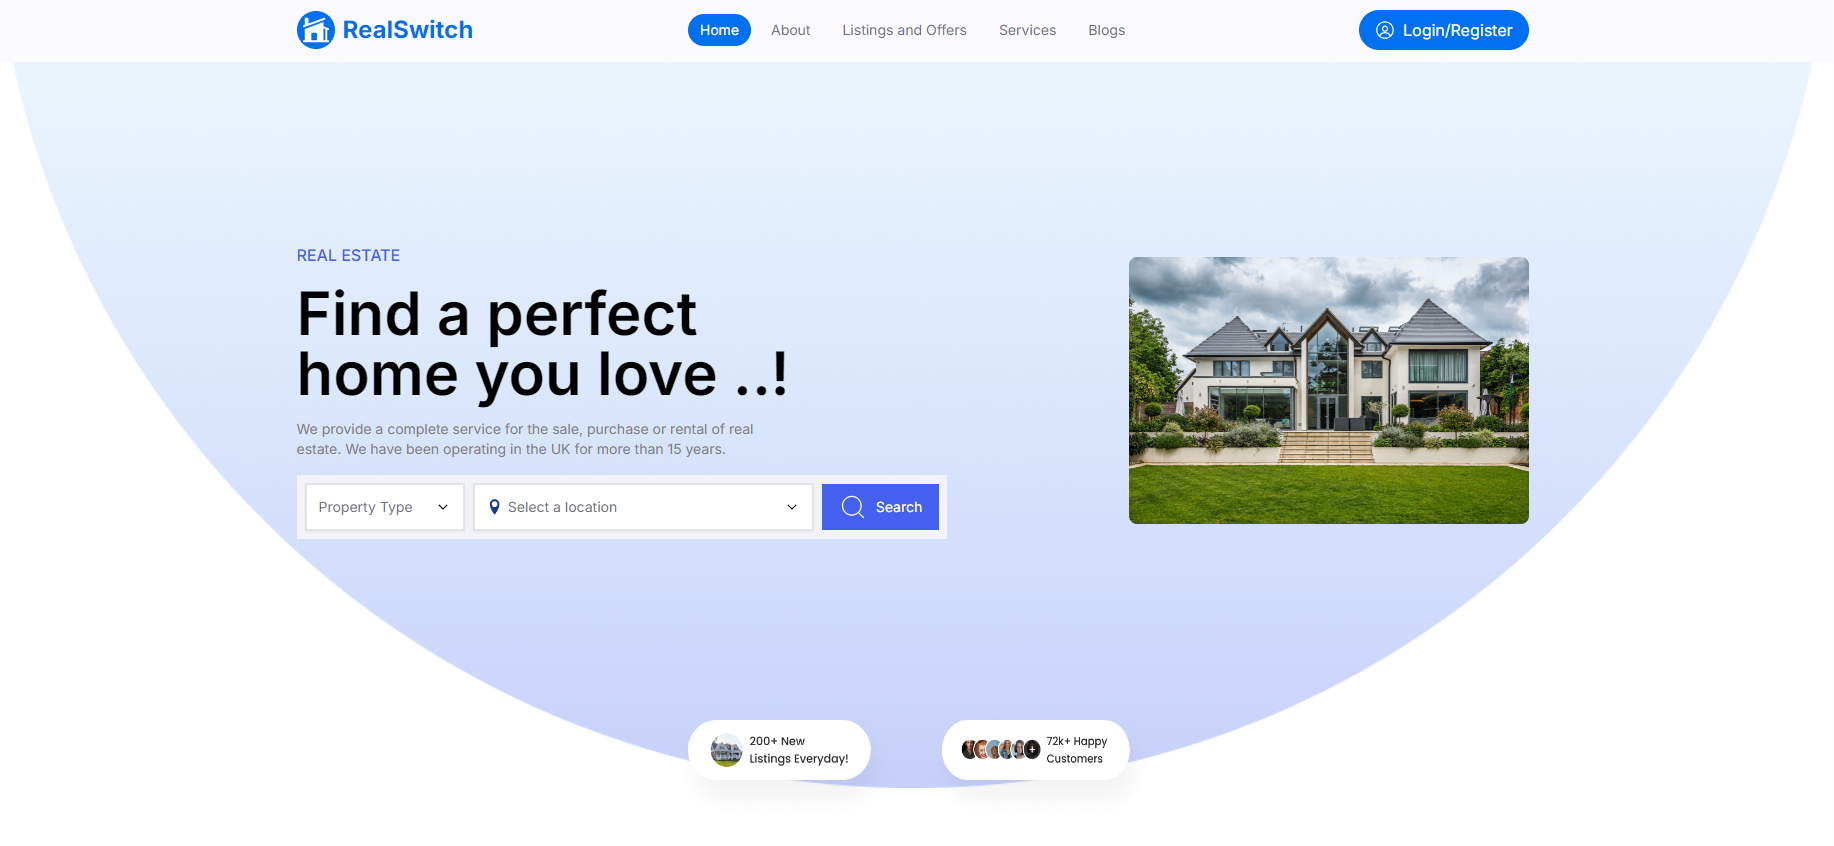 RealSwitch
Home
About
Listings and Offers
Services
Blogs
Login/Register
REAL ESTATE
Find a perfect
home you love ..!
We provide a complete service for the sale, purchase or rental of real
estate. We have been operating in the UK for more than 15 years.
Property Type
Select a location
Search
200+ New
Listings Everyday!
+
72k+ Happy
Customers